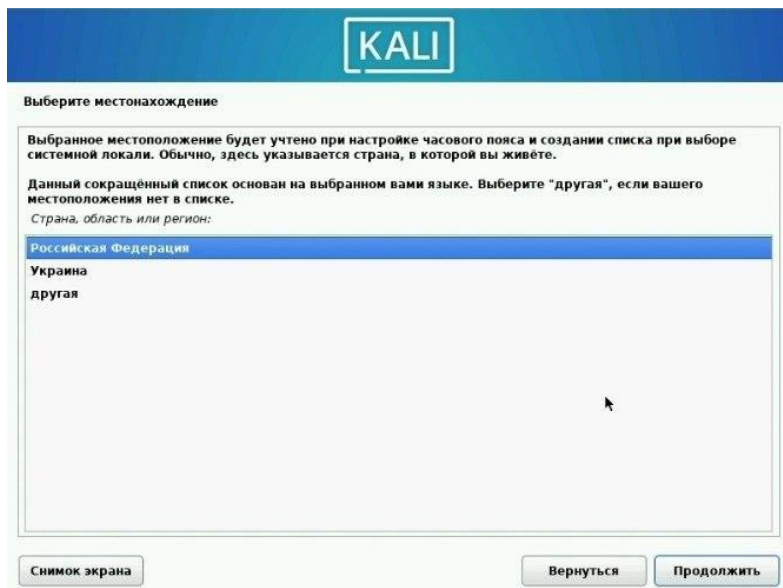 KALI
Выберите местонахождение
Выбранное местоположение будет учтено при настройке часового пояса и создании списка при выборе
системной локали. Обычно, здесь указывается страна, в которой вы живёте.
Данный сокращённый список основан на выбранном вами языке. Выберите "другая", если вашего
местоположения нет в списке.
Страна, область или регион:
Российская Федерация
Украина
другая
Снимок экрана
Вернуться
Продолжить